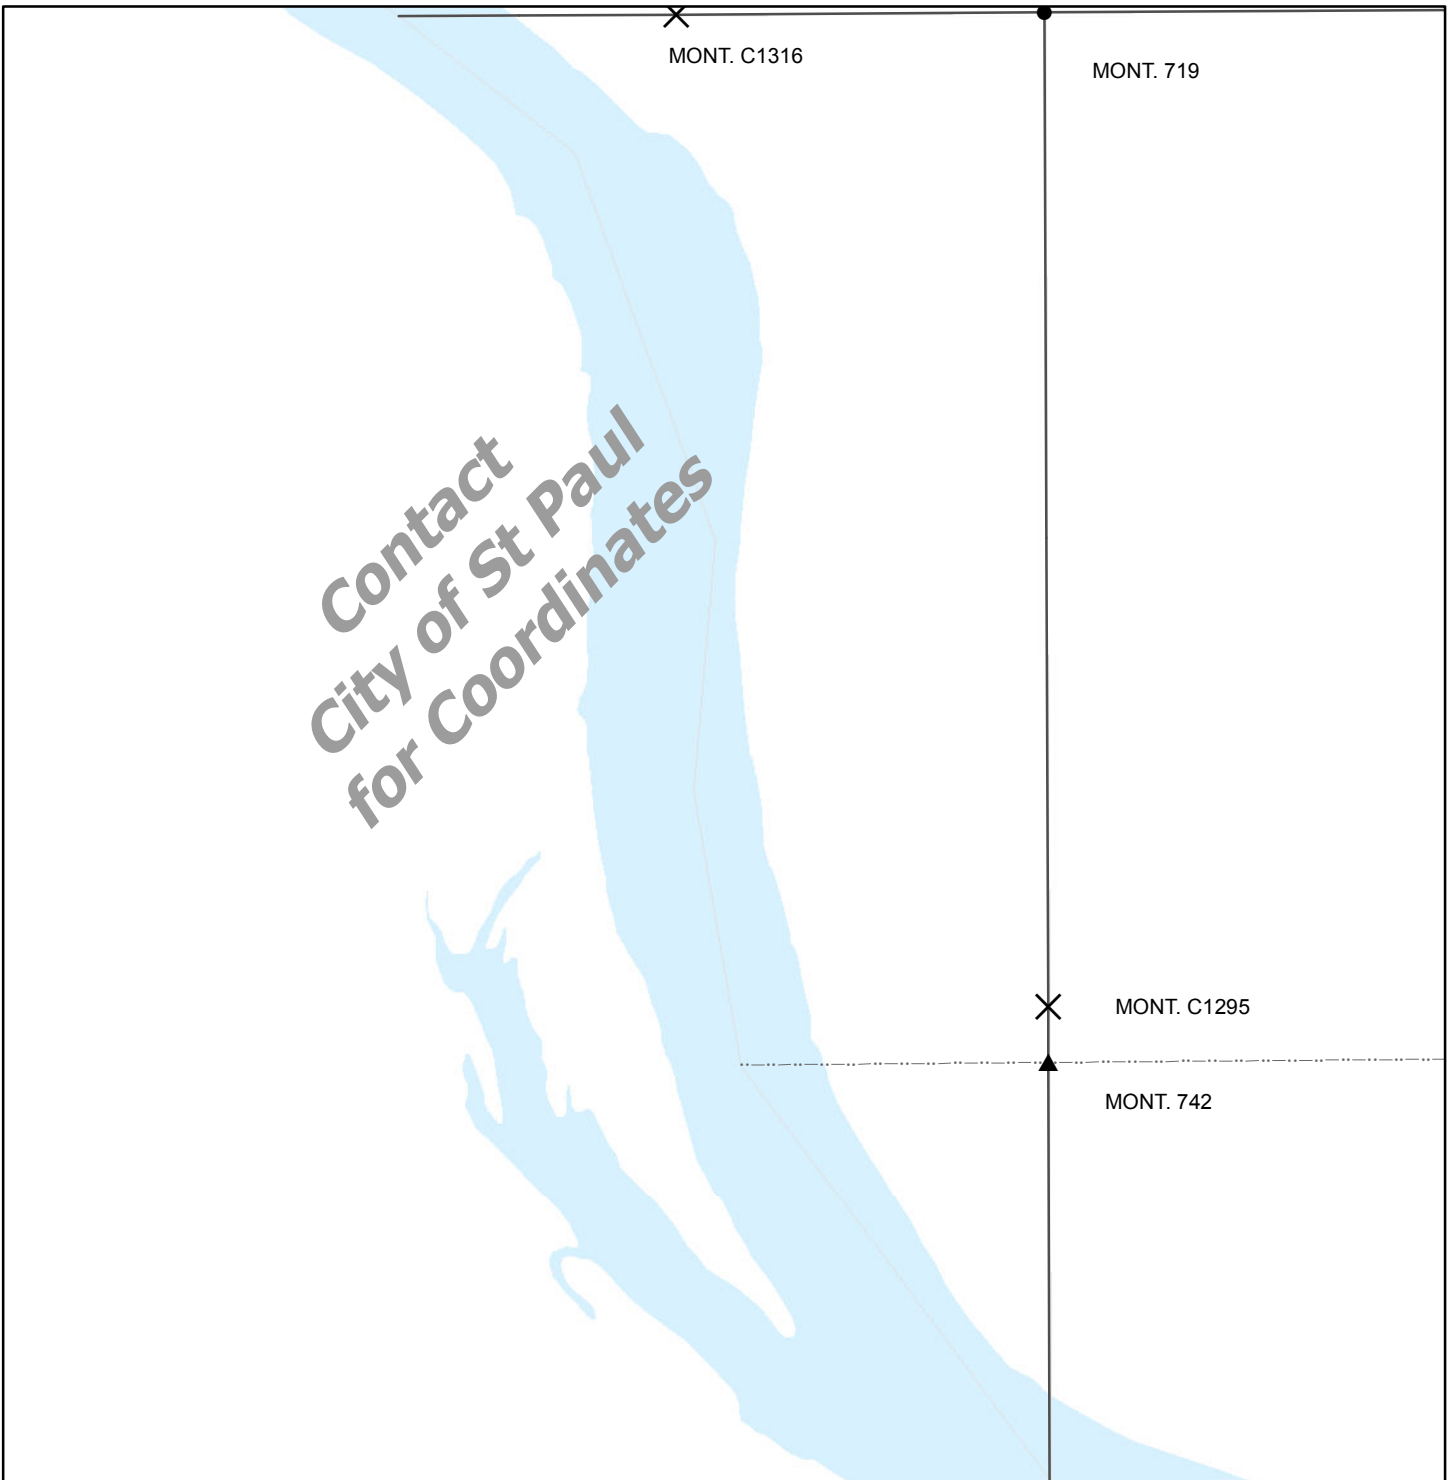 MONT. C1316
MONT. 719
Contact
City of St Paul
for Coordinates
MONT. C1295
MONT. 742